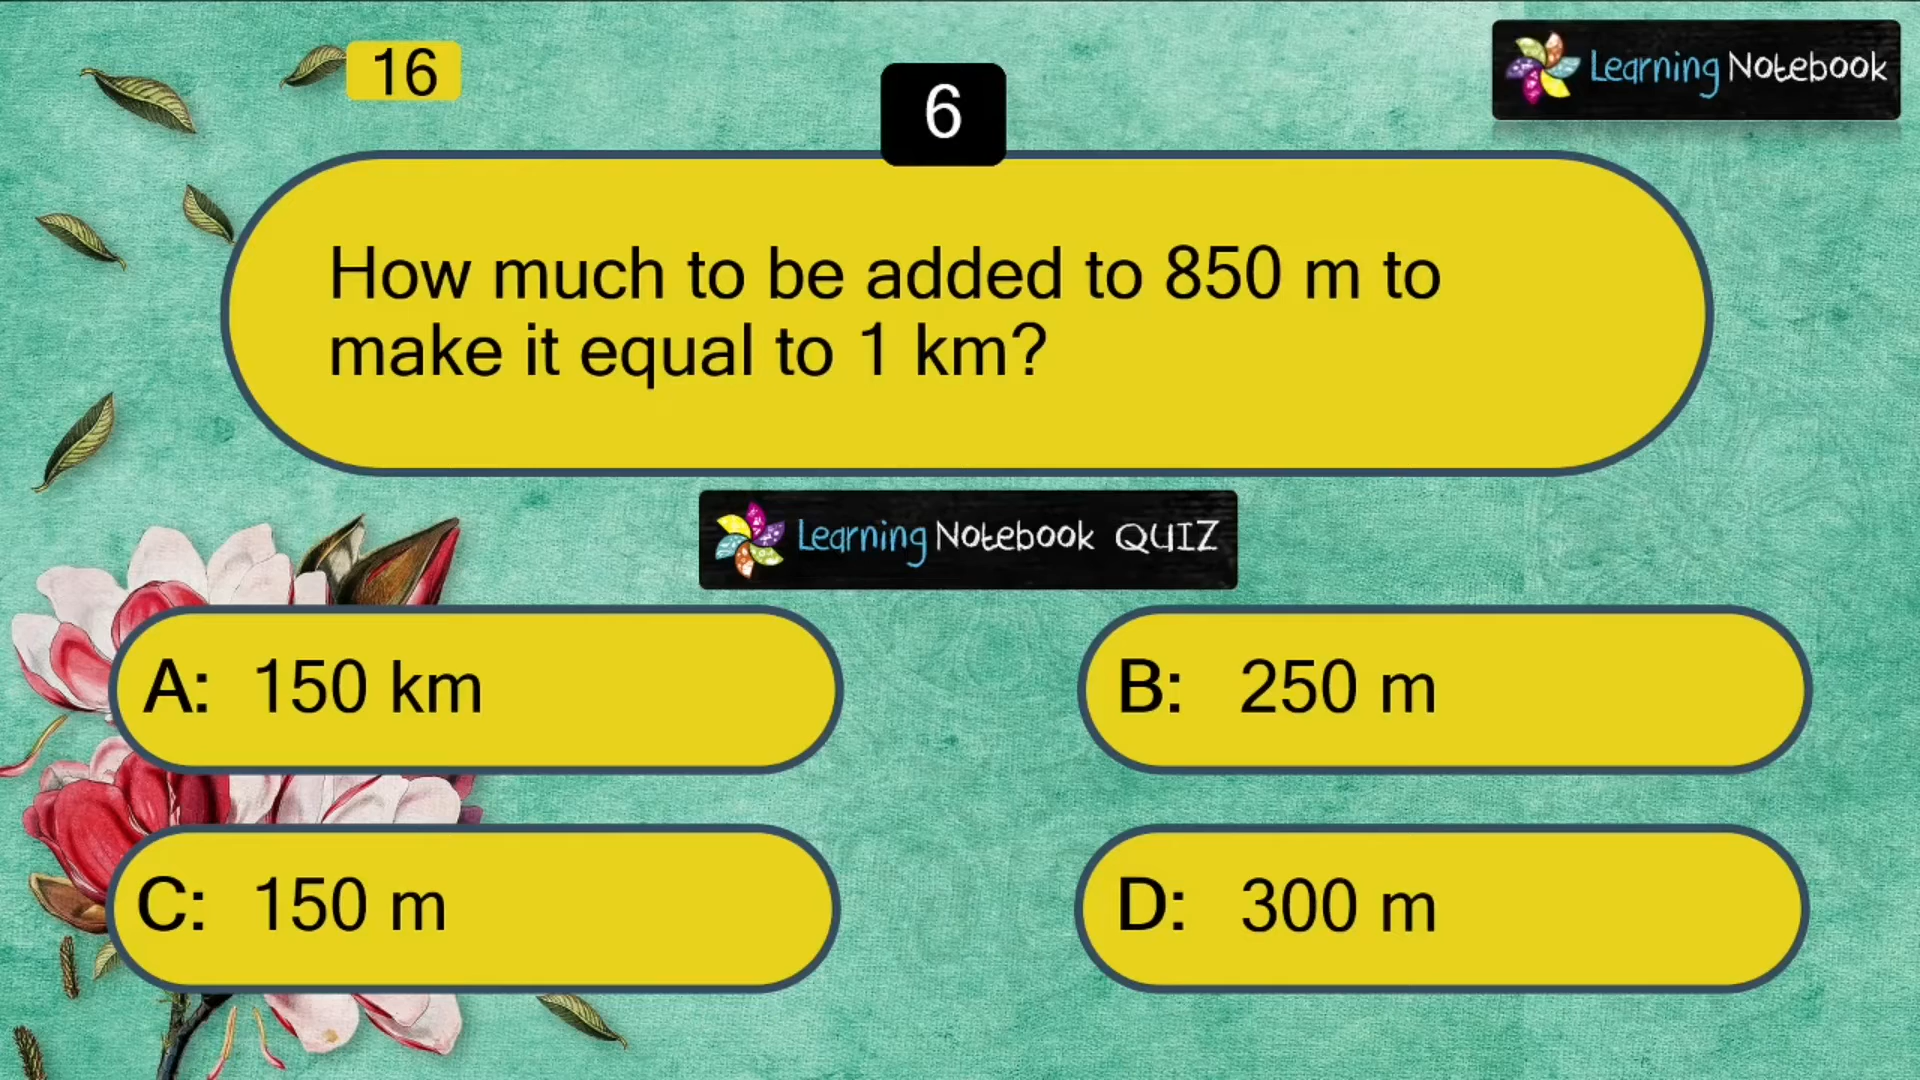 16
6
Learning Notebook
How much to be added to 850 m to
make it equal to 1 km?
Learning Notebook QUIZ
A: 150 km
B: 250 m
C: 150 m
D: 300 m